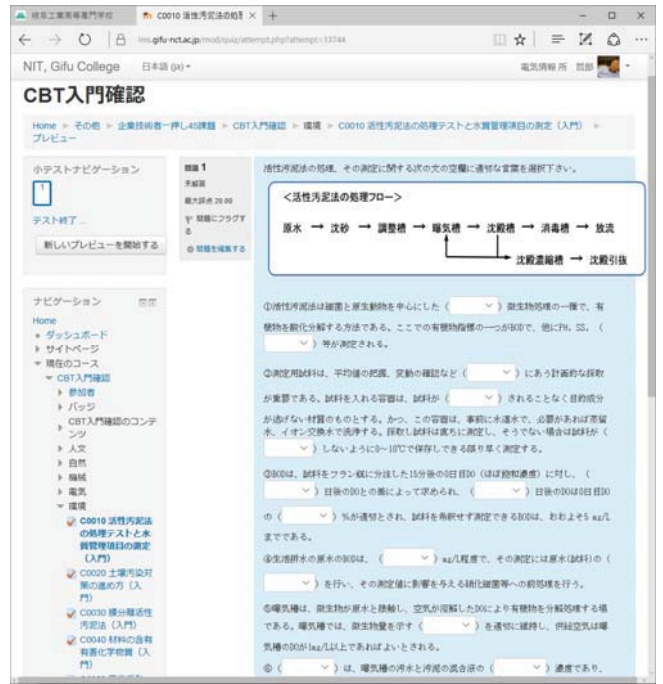 岐阜工業高等専門学校
C0010 活性汚泥法の処
lms.gifu-nct.ac.jp/mod/quiz/attempt.php?attempt=13744
NIT, Gifu College 日本語 (ja)
電気情報 所 哲郎
CBT入門確認
Home ► その他 ► 企業技術者一押し45課題 ► CBT入門確認 ► 環境 ► C0010 活性汚泥法の処理テストと水質管理項目の測定（入門） ►
プレビュー
小テストナビゲーション
1
テスト終了 ...
新しいプレビューを開始する
問題 1
未解答
最大評点 20.00
問題にフラグする
問題を編集する
活性汚泥法の処理、その測定に関する次の文の空欄に適切な言葉を選択下さい。
＜活性汚泥法の処理フロー＞
原水 → 沈砂 → 調整槽 → 曝気槽 → 沈殿槽 → 消毒槽 → 放流
沈殿濃縮槽 → 沈殿引抜
①活性汚泥法は細菌と原生動物を中心にした（ ）微生物処理の一種で、有
機物を酸化分解する方法である。ここでの有機物指標の一つがBODで、他にPH、SS、（
）等が測定される。
②測定用試料は、平均値の把握、変動の確認など（ ）にあう計画的な採取
が重要である。試料を入れる容器は、試料が（ ）されることなく目的成分
が逃げない材質のものとする。かつ、この容器は、事前に水道水で、必要があれば蒸留
水、イオン交換水で洗浄する。採取し試料は直ちに測定し、そうでない場合は試料が（
）しないように0~10℃で保存しできる限り早く測定する。
③BODは、試料をフラン瓶に分注した15分後の0日目DO（ほぼ飽和濃度）に対し、（
）日後のDOとの差によって求められ、（ ）日後のDOは0日目DO
の（ ）%が適切とされ、試料を希釈せず測定できるBODは、おおよそ5 mg/L
までである。
④生活排水の原水のBODは、（ ）mg/L程度で、その測定には原水(試料)の（
）を行い、その測定値に影響を与える硝化細菌等への前処理を行う。
⑤曝気槽は、微生物が原水と接触し、空気が溶解したDOにより有機物を分解処理する場
である。曝気槽では、微生物量を示す（ ）を適切に維持し、供給空気は曝
気槽のDOが1mg/L以上であればよいとされる。
⑥（ ）は、曝気槽の汚水と汚泥の混合液の（ ）濃度であり、
ナビゲーション
Home
ダッシュボード
サイトページ
現在のコース
CBT入門確認
参加者
バッジ
CBT入門確認のコンテ
ンツ
人文
自然
機械
電気
環境
C0010 活性汚泥法
の処理テストと水
質管理項目の測定
（入門）
C0020 土壌汚染対
策の進め方（入
門）
C0030 膜分離活性
汚泥法（入門）
C0040 材料の含有
有害化学物質（入
門）